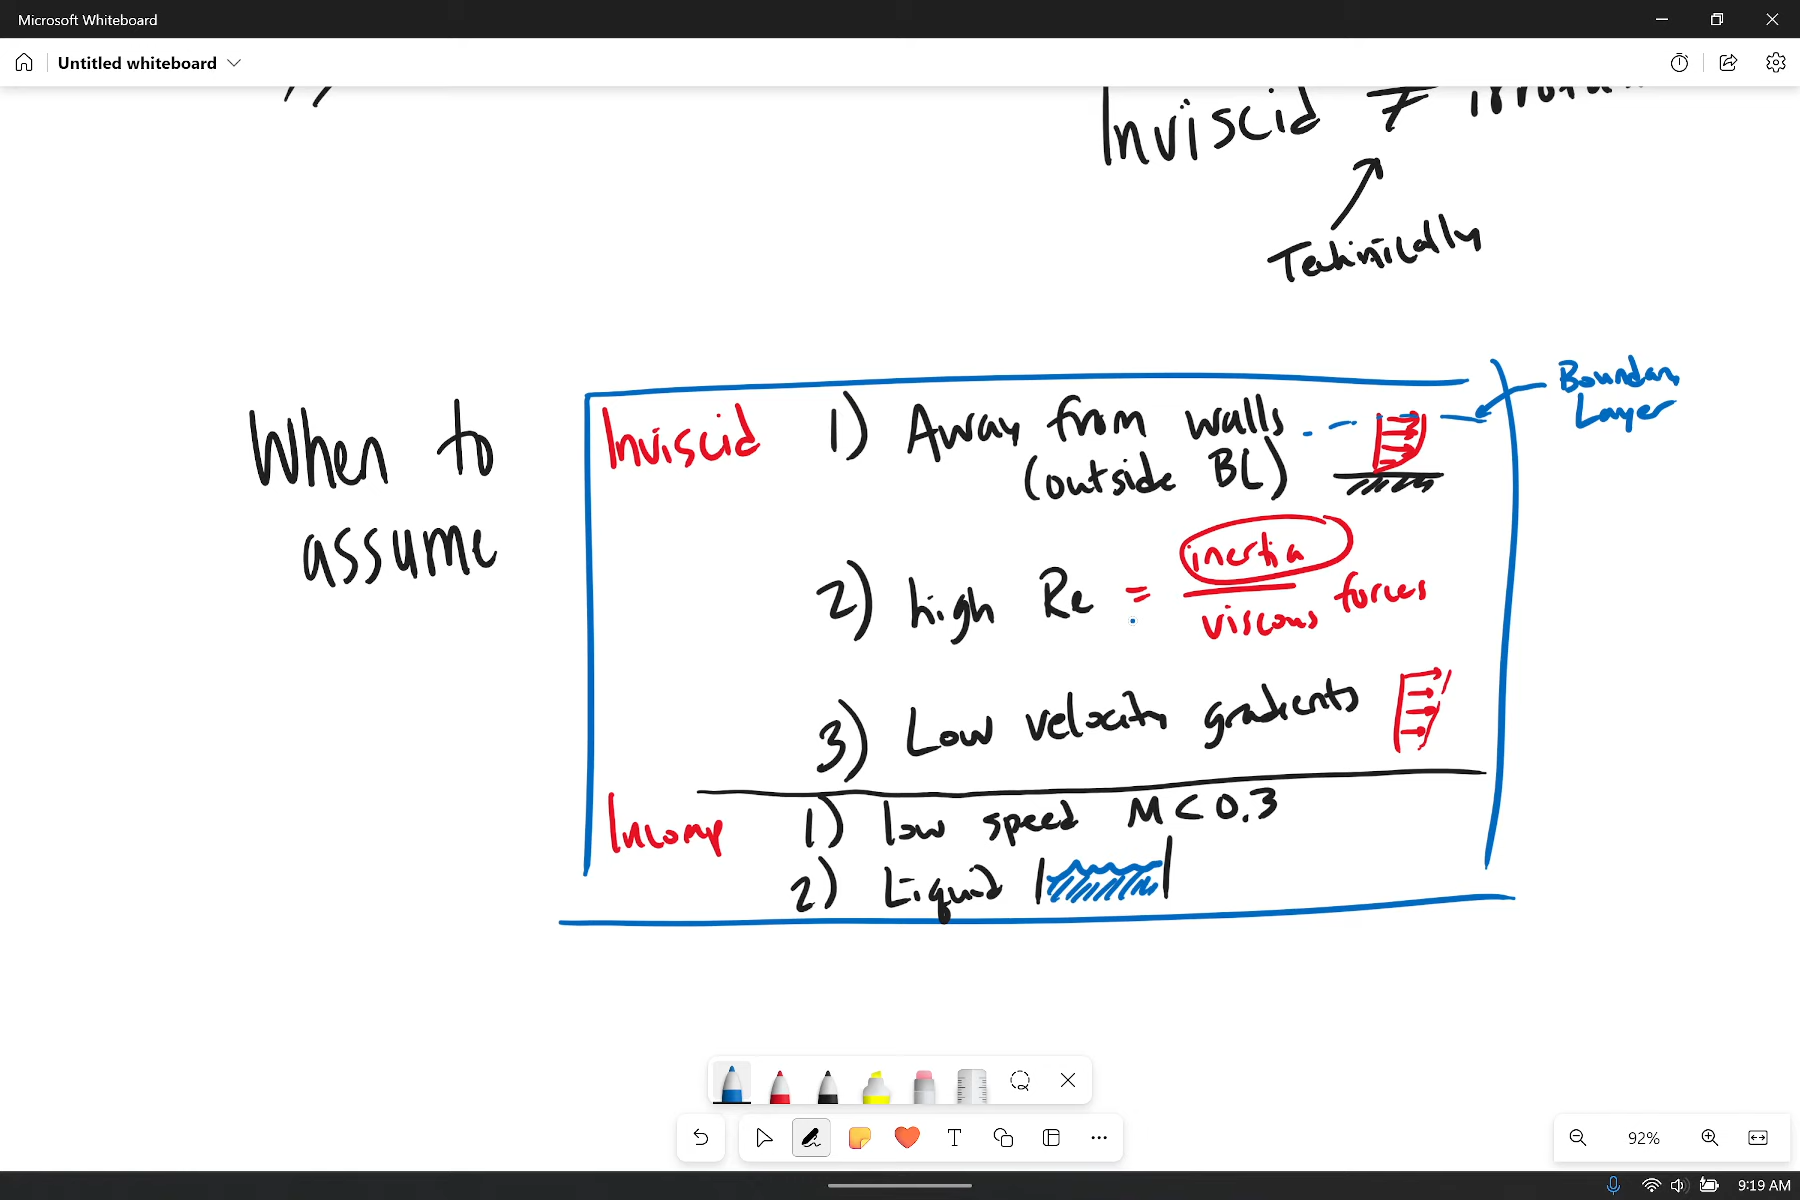 Microsoft Whiteboard
Untitled whiteboard
Inviscid ≠
Technically
When to
assume
Boundary
Layer
Inviscid 1) Away from walls
(outside BL)
2) high Re = inertia
viscous forces
3) Low velocity gradients
Incomp 1) low speed M < 0.3
2) Liquid
92%
9:19 AM